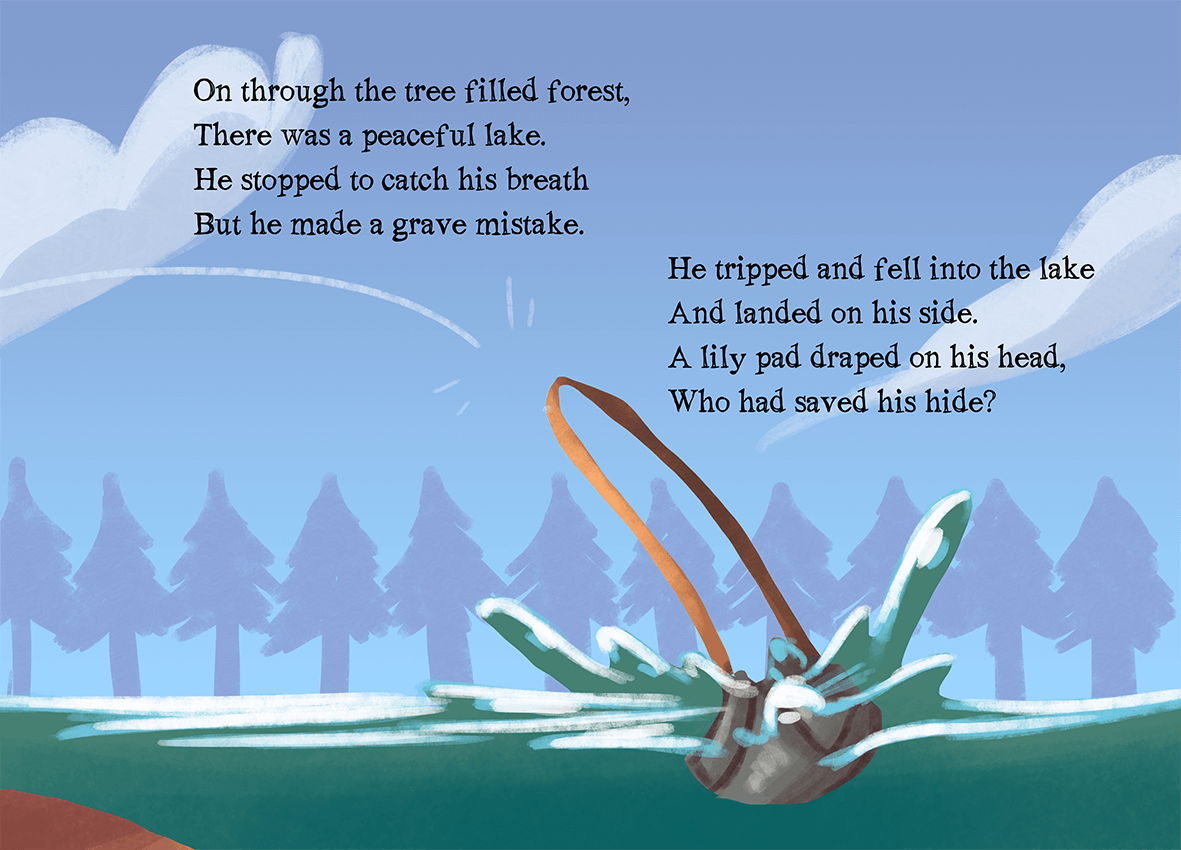 On through the tree filled forest,
There was a peaceful lake.
He stopped to catch his breath
But he made a grave mistake.
He tripped and fell into the lake
And landed on his side.
A lily pad draped on his head,
Who had saved his hide?